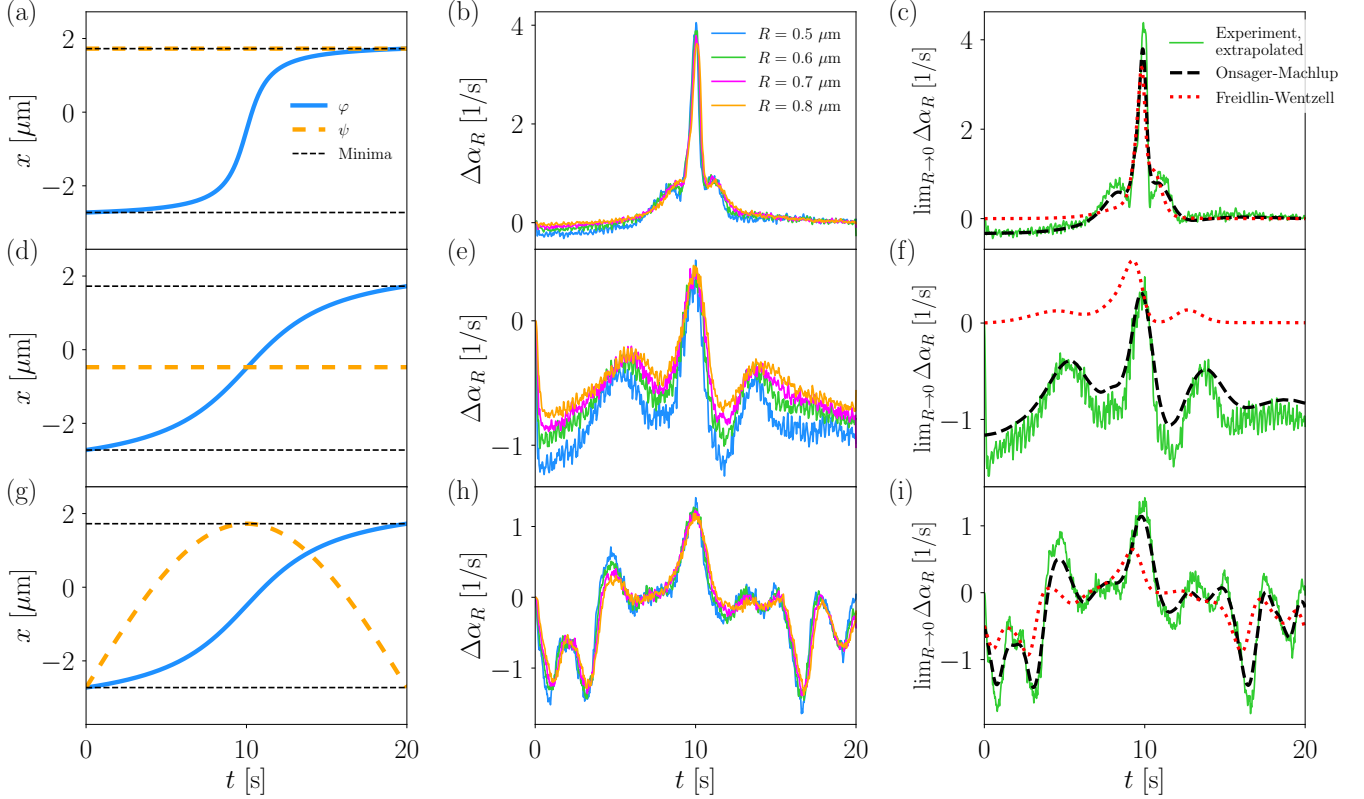 (a)
x [μm]
2
0
−2
φ
ψ
Minima
(b)
Δα_R [1/s]
4
2
0
R = 0.5 μm
R = 0.6 μm
R = 0.7 μm
R = 0.8 μm
(c)
lim_{R→0} Δα_R [1/s]
4
2
0
Experiment,
extrapolated
Onsager-Machlup
Freidlin-Wentzell
(d)
x [μm]
2
0
−2
(e)
Δα_R [1/s]
0
−1
(f)
lim_{R→0} Δα_R [1/s]
0
−1
(g)
x [μm]
2
0
−2
0
10
20
t [s]
(h)
Δα_R [1/s]
1
0
−1
0
10
20
t [s]
(i)
lim_{R→0} Δα_R [1/s]
1
0
−1
0
10
20
t [s]